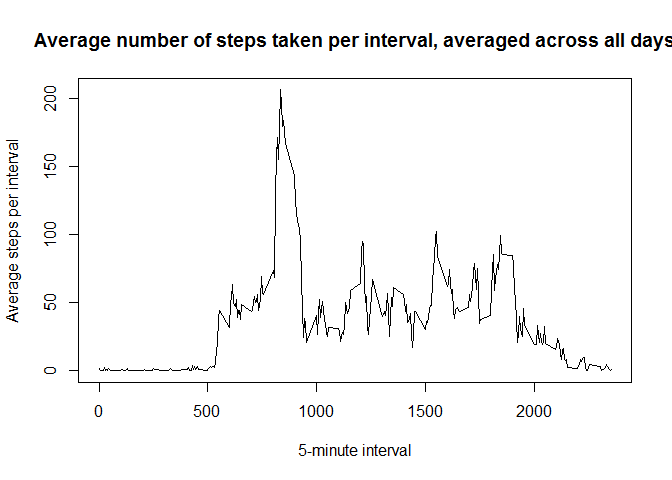 Average number of steps taken per interval, averaged across all days
Average steps per interval
200
150
100
50
0
0 500 1000 1500 2000
5-minute interval